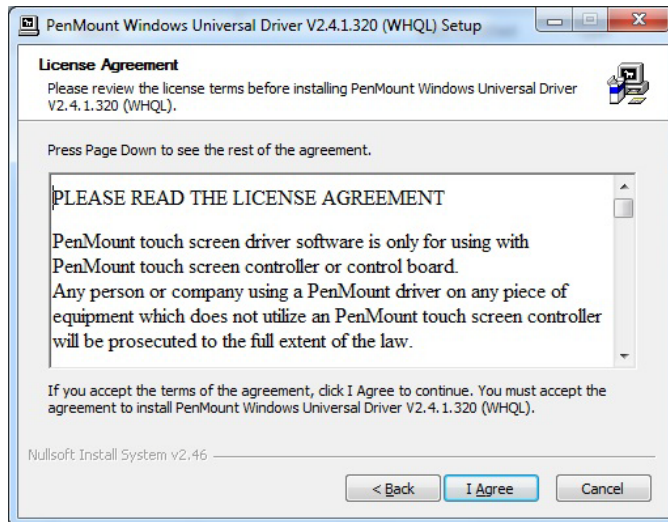 PenMount Windows Universal Driver V2.4.1.320 (WHQL) Setup
License Agreement
Please review the license terms before installing PenMount Windows Universal Driver
V2.4.1.320 (WHQL).
Press Page Down to see the rest of the agreement.
PLEASE READ THE LICENSE AGREEMENT
PenMount touch screen driver software is only for using with
PenMount touch screen controller or control board.
Any person or company using a PenMount driver on any piece of
equipment which does not utilize an PenMount touch screen controller
will be prosecuted to the full extent of the law.
If you accept the terms of the agreement, click I Agree to continue. You must accept the
agreement to install PenMount Windows Universal Driver V2.4.1.320 (WHQL).
Nullsoft Install System v2.46
< Back
I Agree
Cancel